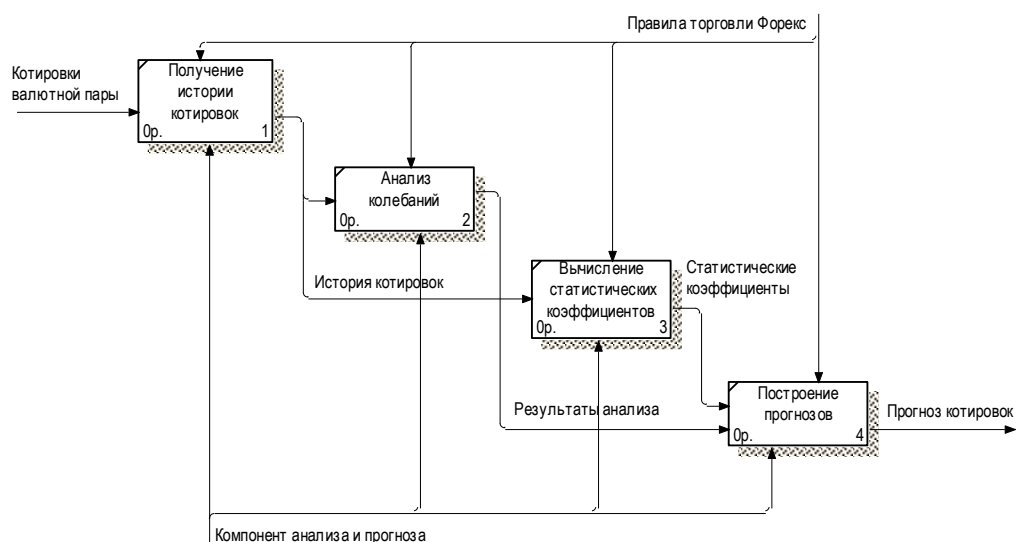 Правила торговли Форекс
Котировки
валютной пары
Получение
истории
котировок
0р. 1
Анализ
колебаний
0р. 2
История котировок
Вычисление
статистических
коэффициентов
0р. 3
Статистические
коэффициенты
Результаты анализа
Построение
прогнозов
0р. 4
Прогноз котировок
Компонент анализа и прогноза